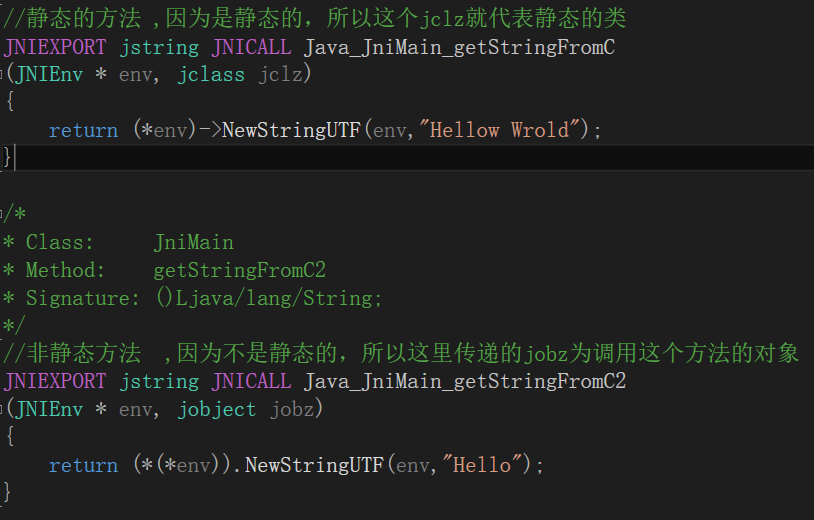 //静态的方法 ,因为是静态的，所以这个jclz就代表静态的类
JNIEXPORT jstring JNICALL Java_JniMain_getStringFromC
(JNIEnv * env, jclass jclz)
{
    return (*env)->NewStringUTF(env,"Hellow Wrold");
}
/*
* Class:     JniMain
* Method:    getStringFromC2
* Signature: ()Ljava/lang/String;
*/
//非静态方法  ,因为不是静态的，所以这里传递的jobz为调用这个方法的对象
JNIEXPORT jstring JNICALL Java_JniMain_getStringFromC2
(JNIEnv * env, jobject jobz)
{
    return (*(*env)).NewStringUTF(env,"Hello");
}